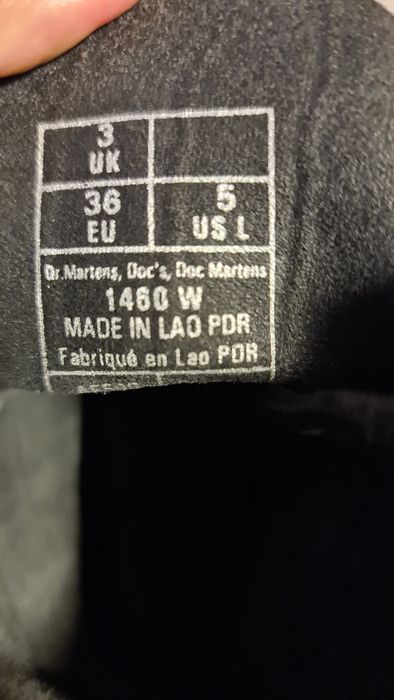 3
UK
36
EU
5
US L
Dr.Martens, Doc's, Doc Martens
1460 W
MADE IN LAO PDR
Fabriqué en Lao PDR